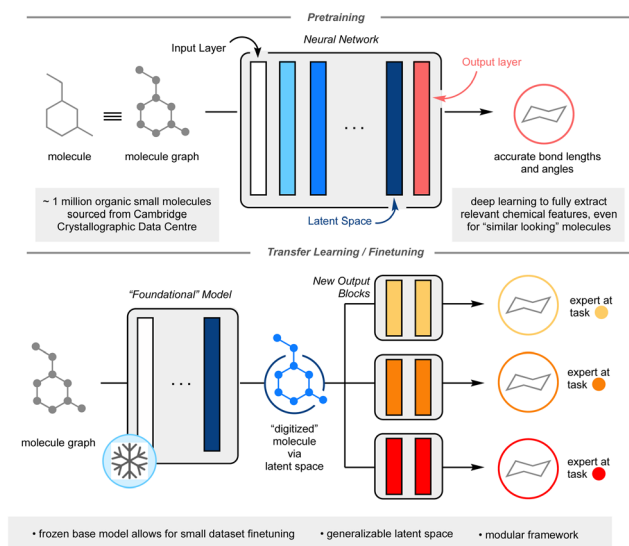 Pretraining
Neural Network
Input Layer
Output layer
...
molecule
molecule graph
accurate bond lengths
and angles
~ 1 million organic small molecules
sourced from Cambridge
Crystallographic Data Centre
Latent Space
deep learning to fully extract
relevant chemical features, even
for “similar looking” molecules
Transfer Learning / Finetuning
“Foundational” Model
New Output
Blocks
expert at
task
...
molecule graph
“digitized”
molecule
via
latent space
expert at
task
expert at
task
• frozen base model allows for small dataset finetuning • generalizable latent space • modular framework